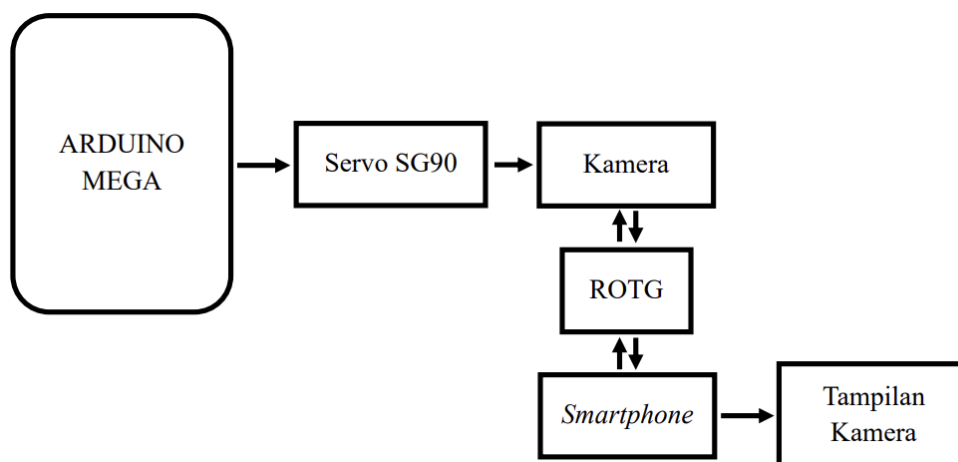 ARDUINO
MEGA
Servo SG90
Kamera
ROTG
Smartphone
Tampilan
Kamera